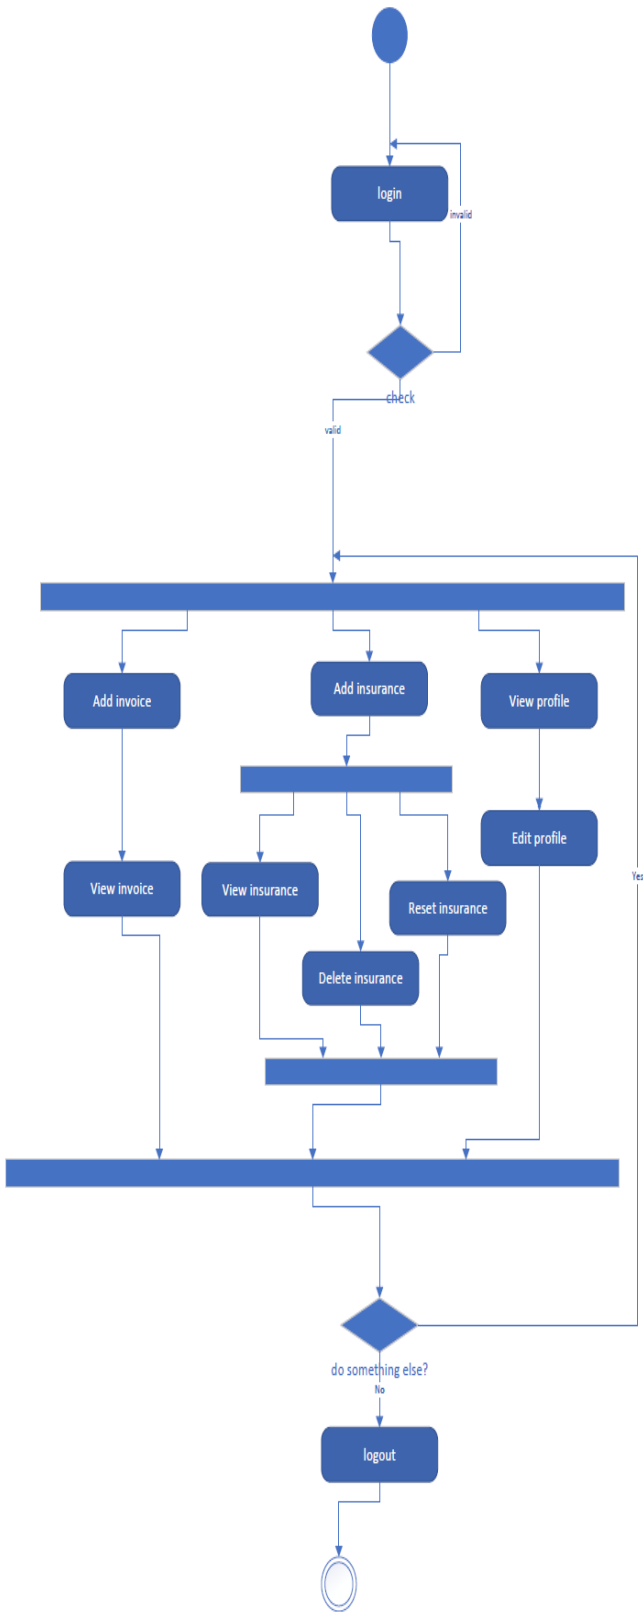 login
invalid
check
valid
Add invoice
Add insurance
View profile
Edit profile
View invoice
View insurance
Reset insurance
Yes
Delete insurance
do something else?
No
logout